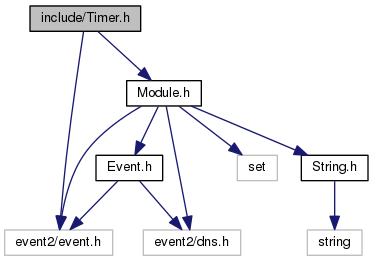 include/Timer.h
Module.h
Event.h
set
String.h
event2/event.h
event2/dns.h
string